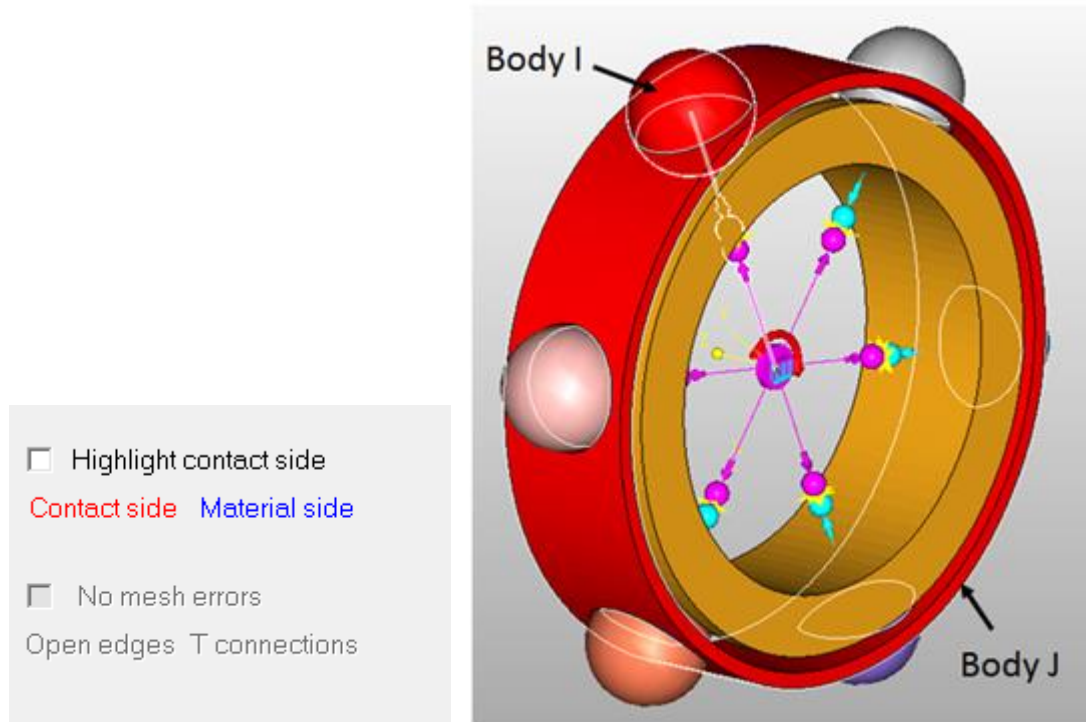 Highlight contact side
Contact side Material side
No mesh errors
Open edges T connections
Body I
Body J